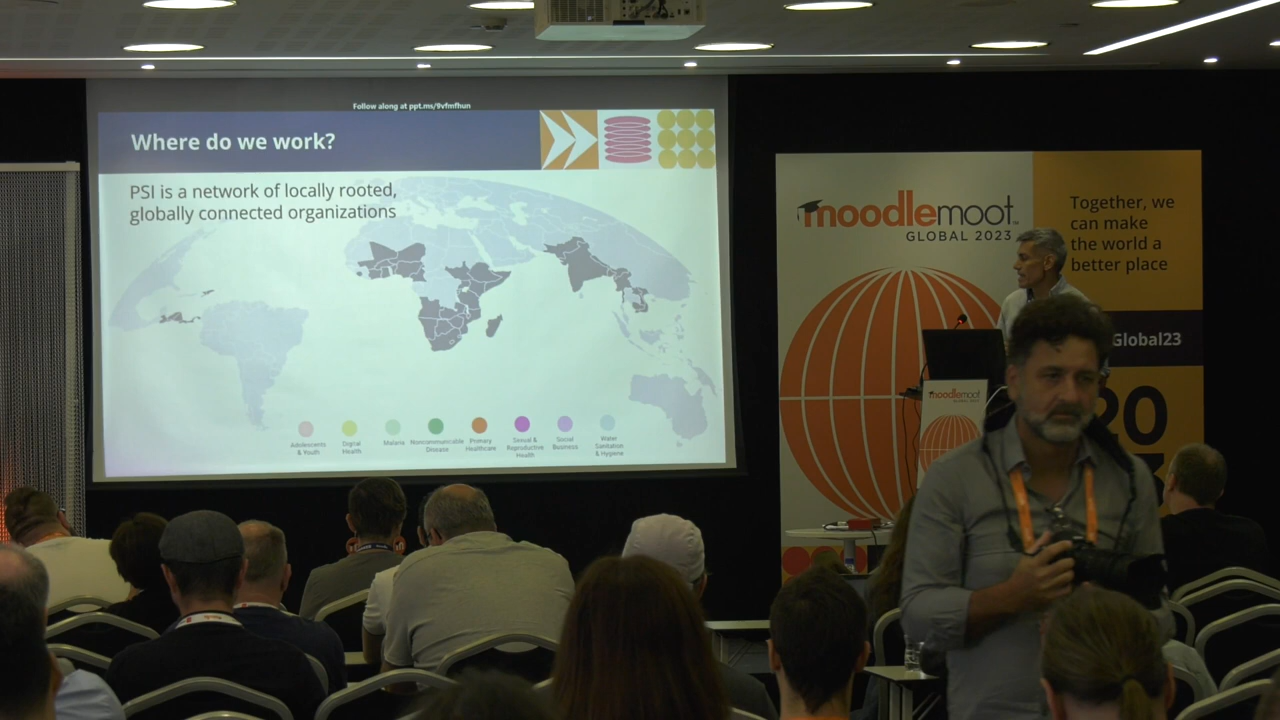 Follow along at ppt.ms/9vfmfhun
Where do we work?
PSI is a network of locally rooted,
globally connected organizations
Adolescents
& Youth
Digital
Health
Malaria
Noncommunicable
Disease
Primary
Healthcare
Sexual &
Reproductive
Health
Social
Business
Water
Sanitation
& Hygiene
moodlemoot
GLOBAL 2023
Together, we
can make
the world a
better place
Global23
20
moodlemoot